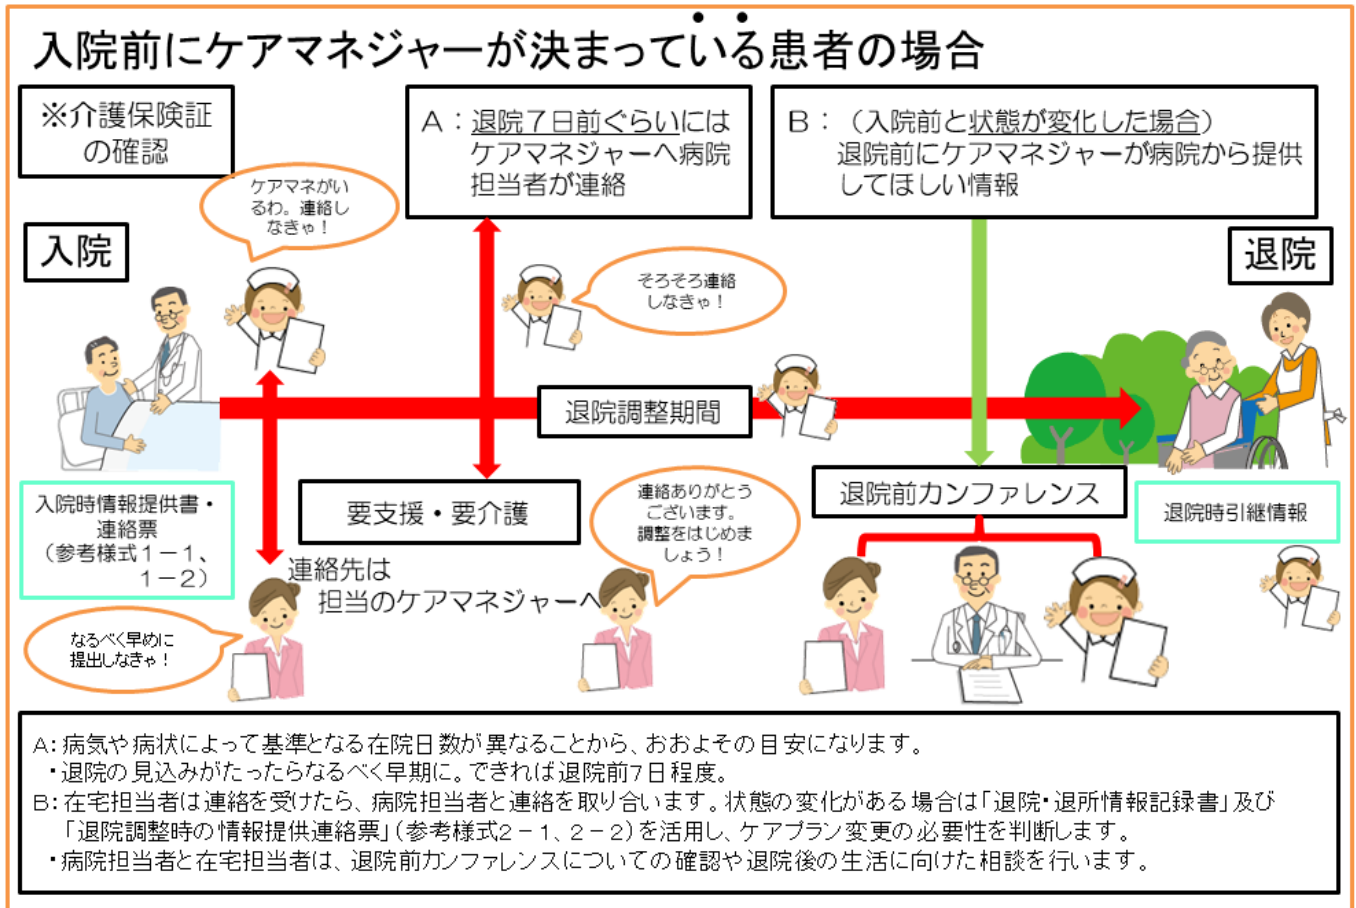 入院前にケアマネジャーが決まっている患者の場合
※介護保険証
の確認
A：退院７日前ぐらいには
ケアマネジャーへ病院
担当者が連絡
B：（入院前と状態が変化した場合）
退院前にケアマネジャーが病院から提供
してほしい情報
ケアマネがい
るわ。連絡し
なきゃ！
入院
退院
そろそろ連絡
しなきゃ！
退院調整期間
入院時情報提供書・
連絡票
（参考様式１－１、
１－２）
要支援・要介護
連絡ありがとう
ございます。
調整をはじめま
しょう！
退院前カンファレンス
退院時引継情報
連絡先は
担当のケアマネジャーへ
なるべく早めに
提出しなきゃ！
A：病気や病状によって基準となる在院日数が異なることから、おおよその目安になります。
・退院の見込みがたったらなるべく早期に。できれば退院前7日程度。
B：在宅担当者は連絡を受けたら、病院担当者と連絡を取り合います。状態の変化がある場合は「退院・退所情報記録書」及び
「退院調整時の情報提供連絡票」（参考様式２－１、２－２）を活用し、ケアプラン変更の必要性を判断します。
・病院担当者と在宅担当者は、退院前カンファレンスについての確認や退院後の生活に向けた相談を行います。